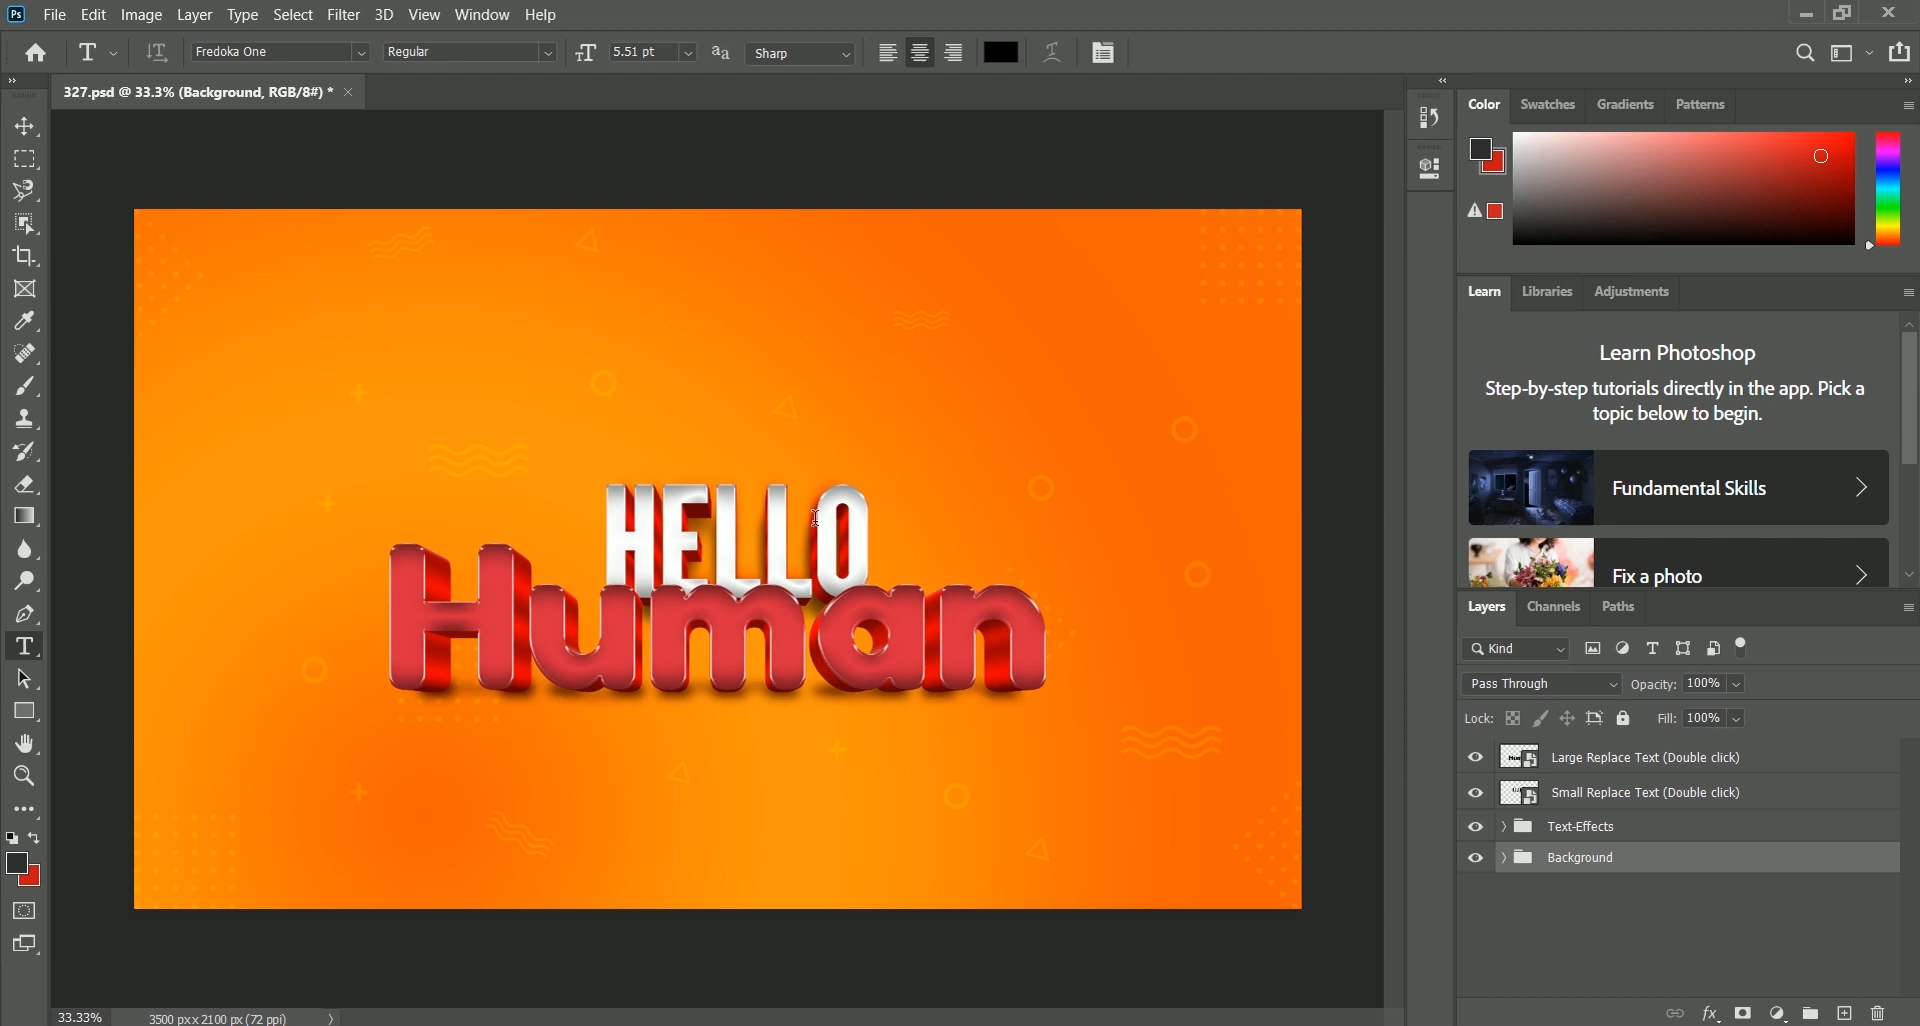 Ps File Edit Image Layer Type Select Filter 3D View Window Help
T Fredoka One Regular TT 5.51 pt aa Sharp
327.psd @ 33.3% (Background, RGB/8#) * ×
HELLO
Human
33.33% 3500 px x 2100 px (72 ppi)
Color Swatches Gradients Patterns
Learn Libraries Adjustments
Learn Photoshop
Step-by-step tutorials directly in the app. Pick a
topic below to begin.
Fundamental Skills
Fix a photo
Layers Channels Paths
Kind T
Pass Through Opacity: 100%
Lock: Fill: 100%
Large Replace Text (Double click)
Small Replace Text (Double click)
Text-Effects
Background
fx